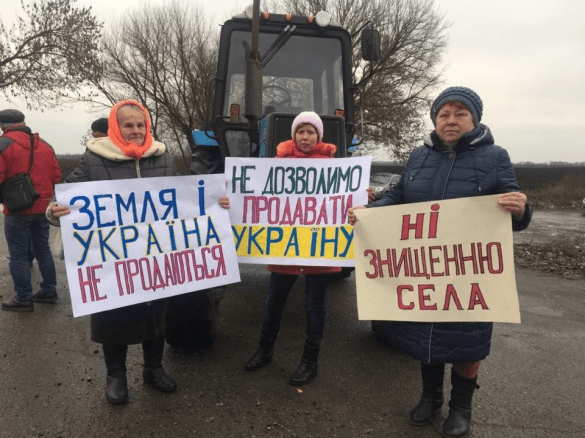 ЗЕМЛЯ І
УКРАЇНА
НЕ ПРОДАЮТЬСЯ
НЕ ДОЗВОЛИМО
ПРОДАВАТИ
УКРАЇНУ
НІ
ЗНИЩЕННЮ
СЕЛА